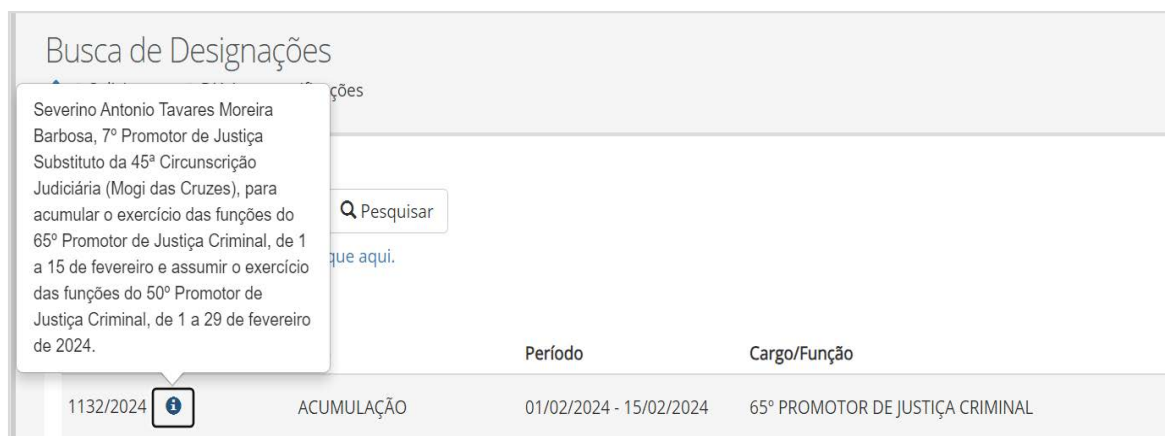 Busca de Designações
ções
Severino Antonio Tavares Moreira
Barbosa, 7º Promotor de Justiça
Substituto da 45ª Circunscrição
Judiciária (Mogi das Cruzes), para
acumular o exercício das funções do
65º Promotor de Justiça Criminal, de 1
a 15 de fevereiro e assumir o exercício
das funções do 50º Promotor de
Justiça Criminal, de 1 a 29 de fevereiro
de 2024.
Pesquisar
que aqui.
Período Cargo/Função
1132/2024 ACUMULAÇÃO 01/02/2024 - 15/02/2024 65º PROMOTOR DE JUSTIÇA CRIMINAL